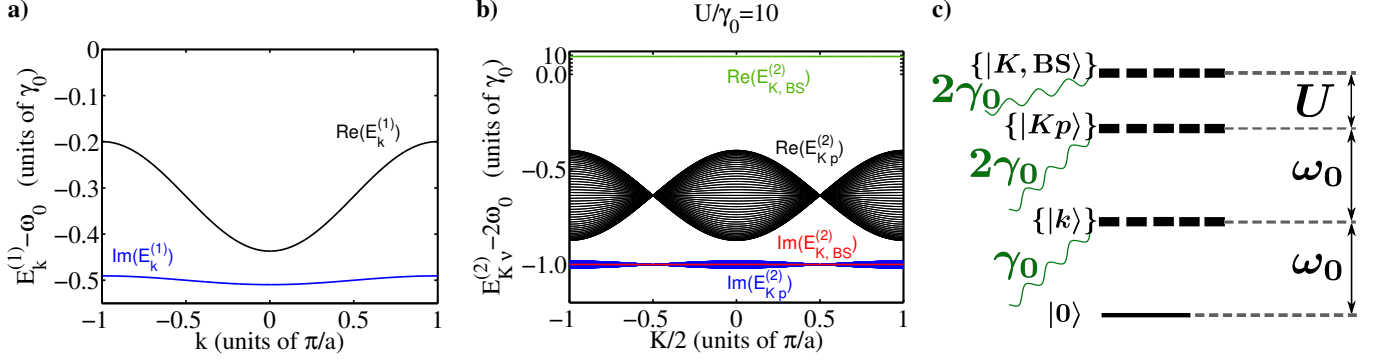 a)
0
−0.1
−0.2
−0.3
−0.4
−0.5
E_k^(1)−ω_0 (units of γ_0)
Re(E_k^(1))
Im(E_k^(1))
−1 −0.5 0 0.5 1
k (units of π/a)
b)
U/γ_0=10
10
0.0
−0.5
−1.0
E_Kν^(2)−2ω_0 (units of γ_0)
Re(E_K, BS^(2))
Re(E_K p^(2))
Im(E_K, BS^(2))
Im(E_K p^(2))
−1 −0.5 0 0.5 1
K/2 (units of π/a)
c)
{|K, BS⟩}
2γ_0
U
{|Kp⟩}
2γ_0
ω_0
{|k⟩}
γ_0
ω_0
|0⟩